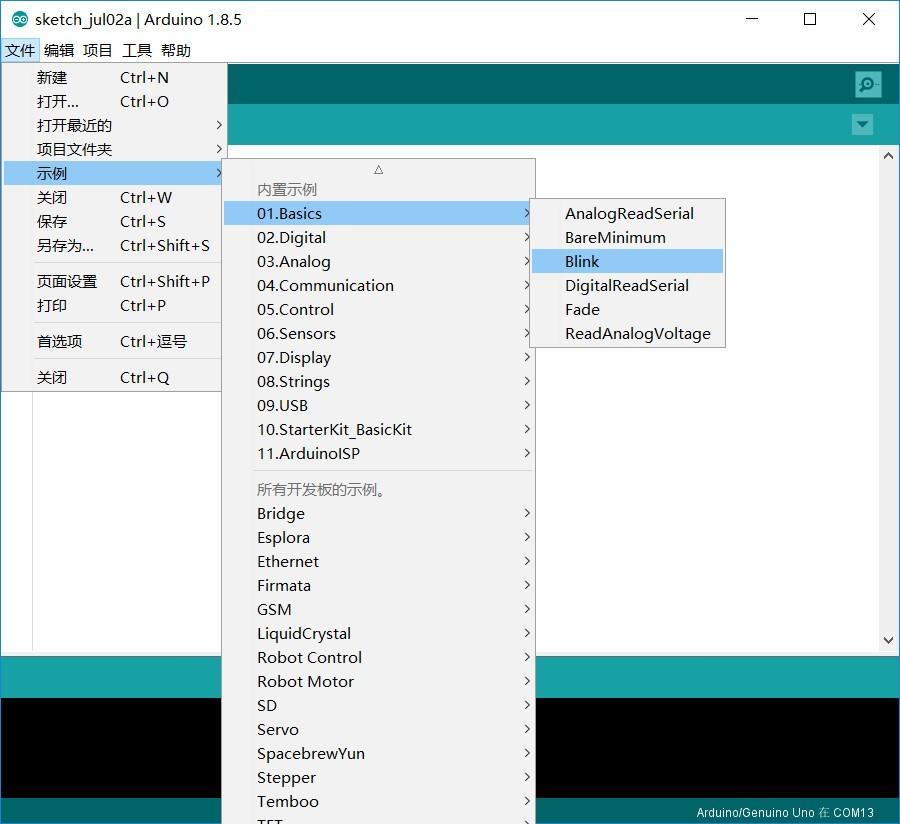 sketch_jul02a | Arduino 1.8.5
文件 编辑 项目 工具 帮助
新建 Ctrl+N
打开... Ctrl+O
打开最近的
项目文件夹
示例
关闭 Ctrl+W
保存 Ctrl+S
另存为... Ctrl+Shift+S
页面设置 Ctrl+Shift+P
打印 Ctrl+P
首选项 Ctrl+逗号
关闭 Ctrl+Q
内置示例
01.Basics
02.Digital
03.Analog
04.Communication
05.Control
06.Sensors
07.Display
08.Strings
09.USB
10.StarterKit_BasicKit
11.ArduinoISP
所有开发板的示例。
Bridge
Esplora
Ethernet
Firmata
GSM
LiquidCrystal
Robot Control
Robot Motor
SD
Servo
SpacebrewYun
Stepper
Temboo
AnalogReadSerial
BareMinimum
Blink
DigitalReadSerial
Fade
ReadAnalogVoltage
Arduino/Genuino Uno 在 COM13